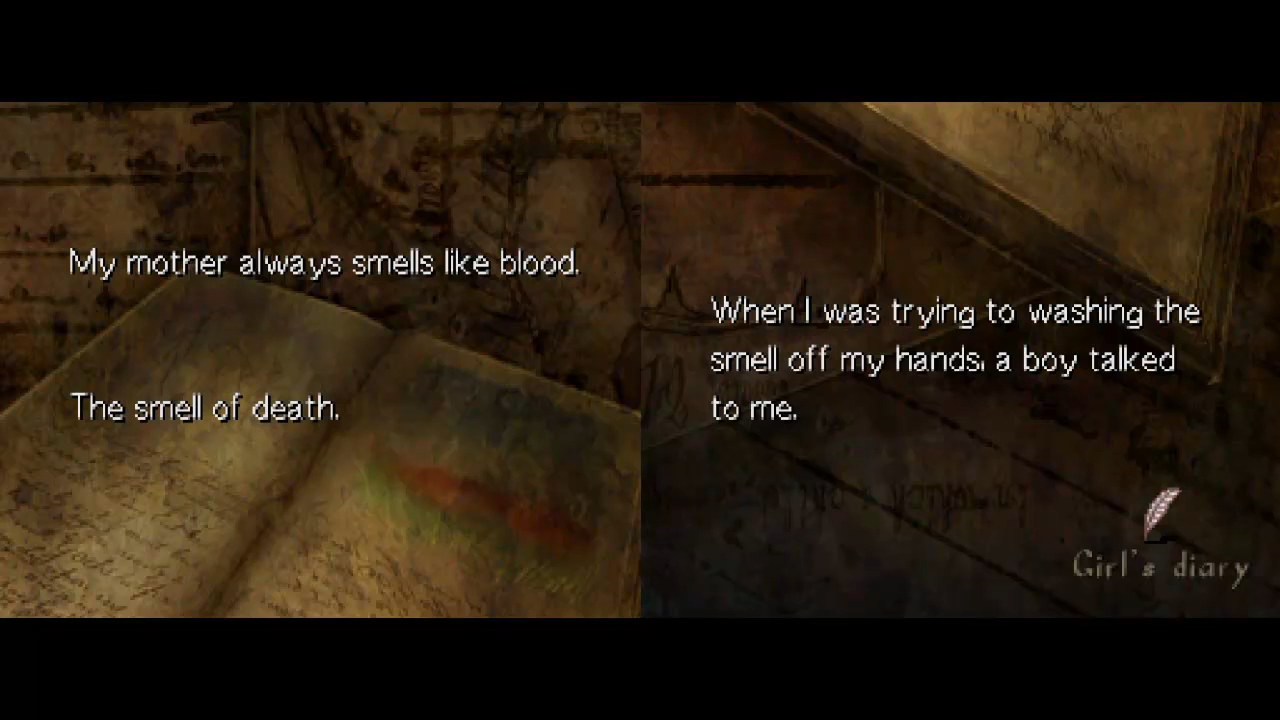 My mother always smells like blood.
The smell of death.
When I was trying to washing the
smell off my hands, a boy talked
to me.
Girl's diary